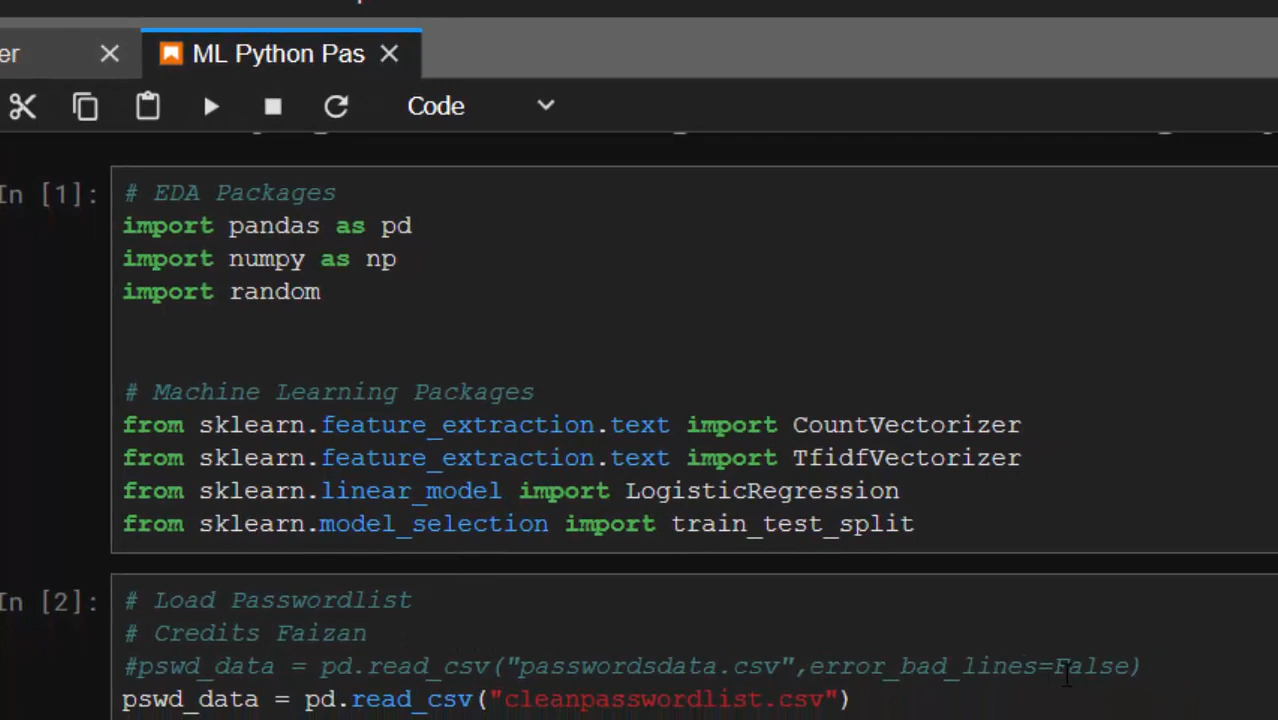 er
ML Python Pas
Code
In [1]:
# EDA Packages
import pandas as pd
import numpy as np
import random
# Machine Learning Packages
from sklearn.feature_extraction.text import CountVectorizer
from sklearn.feature_extraction.text import TfidfVectorizer
from sklearn.linear_model import LogisticRegression
from sklearn.model_selection import train_test_split
In [2]:
# Load Passwordlist
# Credits Faizan
#pswd_data = pd.read_csv("passwordsdata.csv",error_bad_lines=False)
pswd_data = pd.read_csv("cleanpasswordlist.csv")